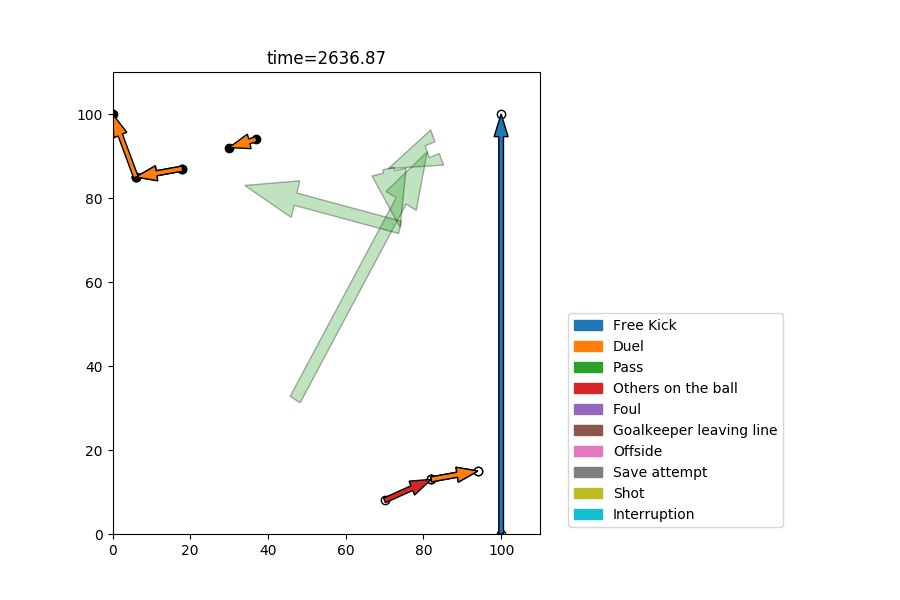 time=2636.87
100
80
60
40
20
0
0 20 40 60 80 100
Free Kick
Duel
Pass
Others on the ball
Foul
Goalkeeper leaving line
Offside
Save attempt
Shot
Interruption